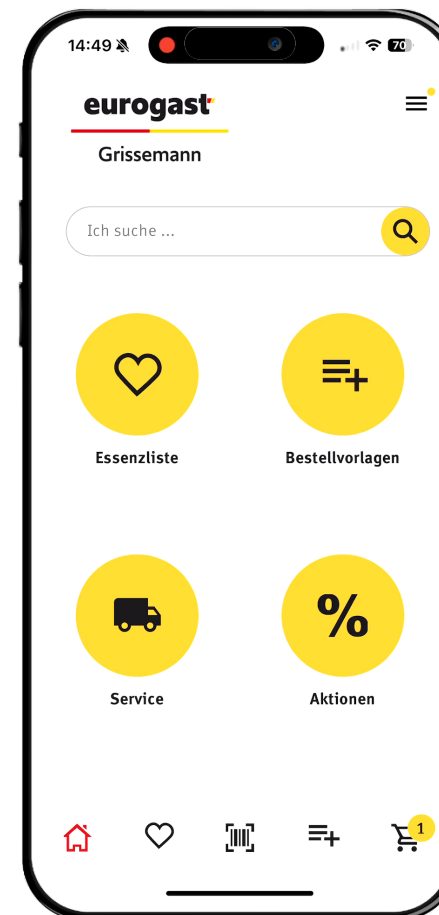 14:49
70
eurogast
Grissemann
Ich suche ...
Essenzliste
Bestellvorlagen
%
Service
Aktionen
1